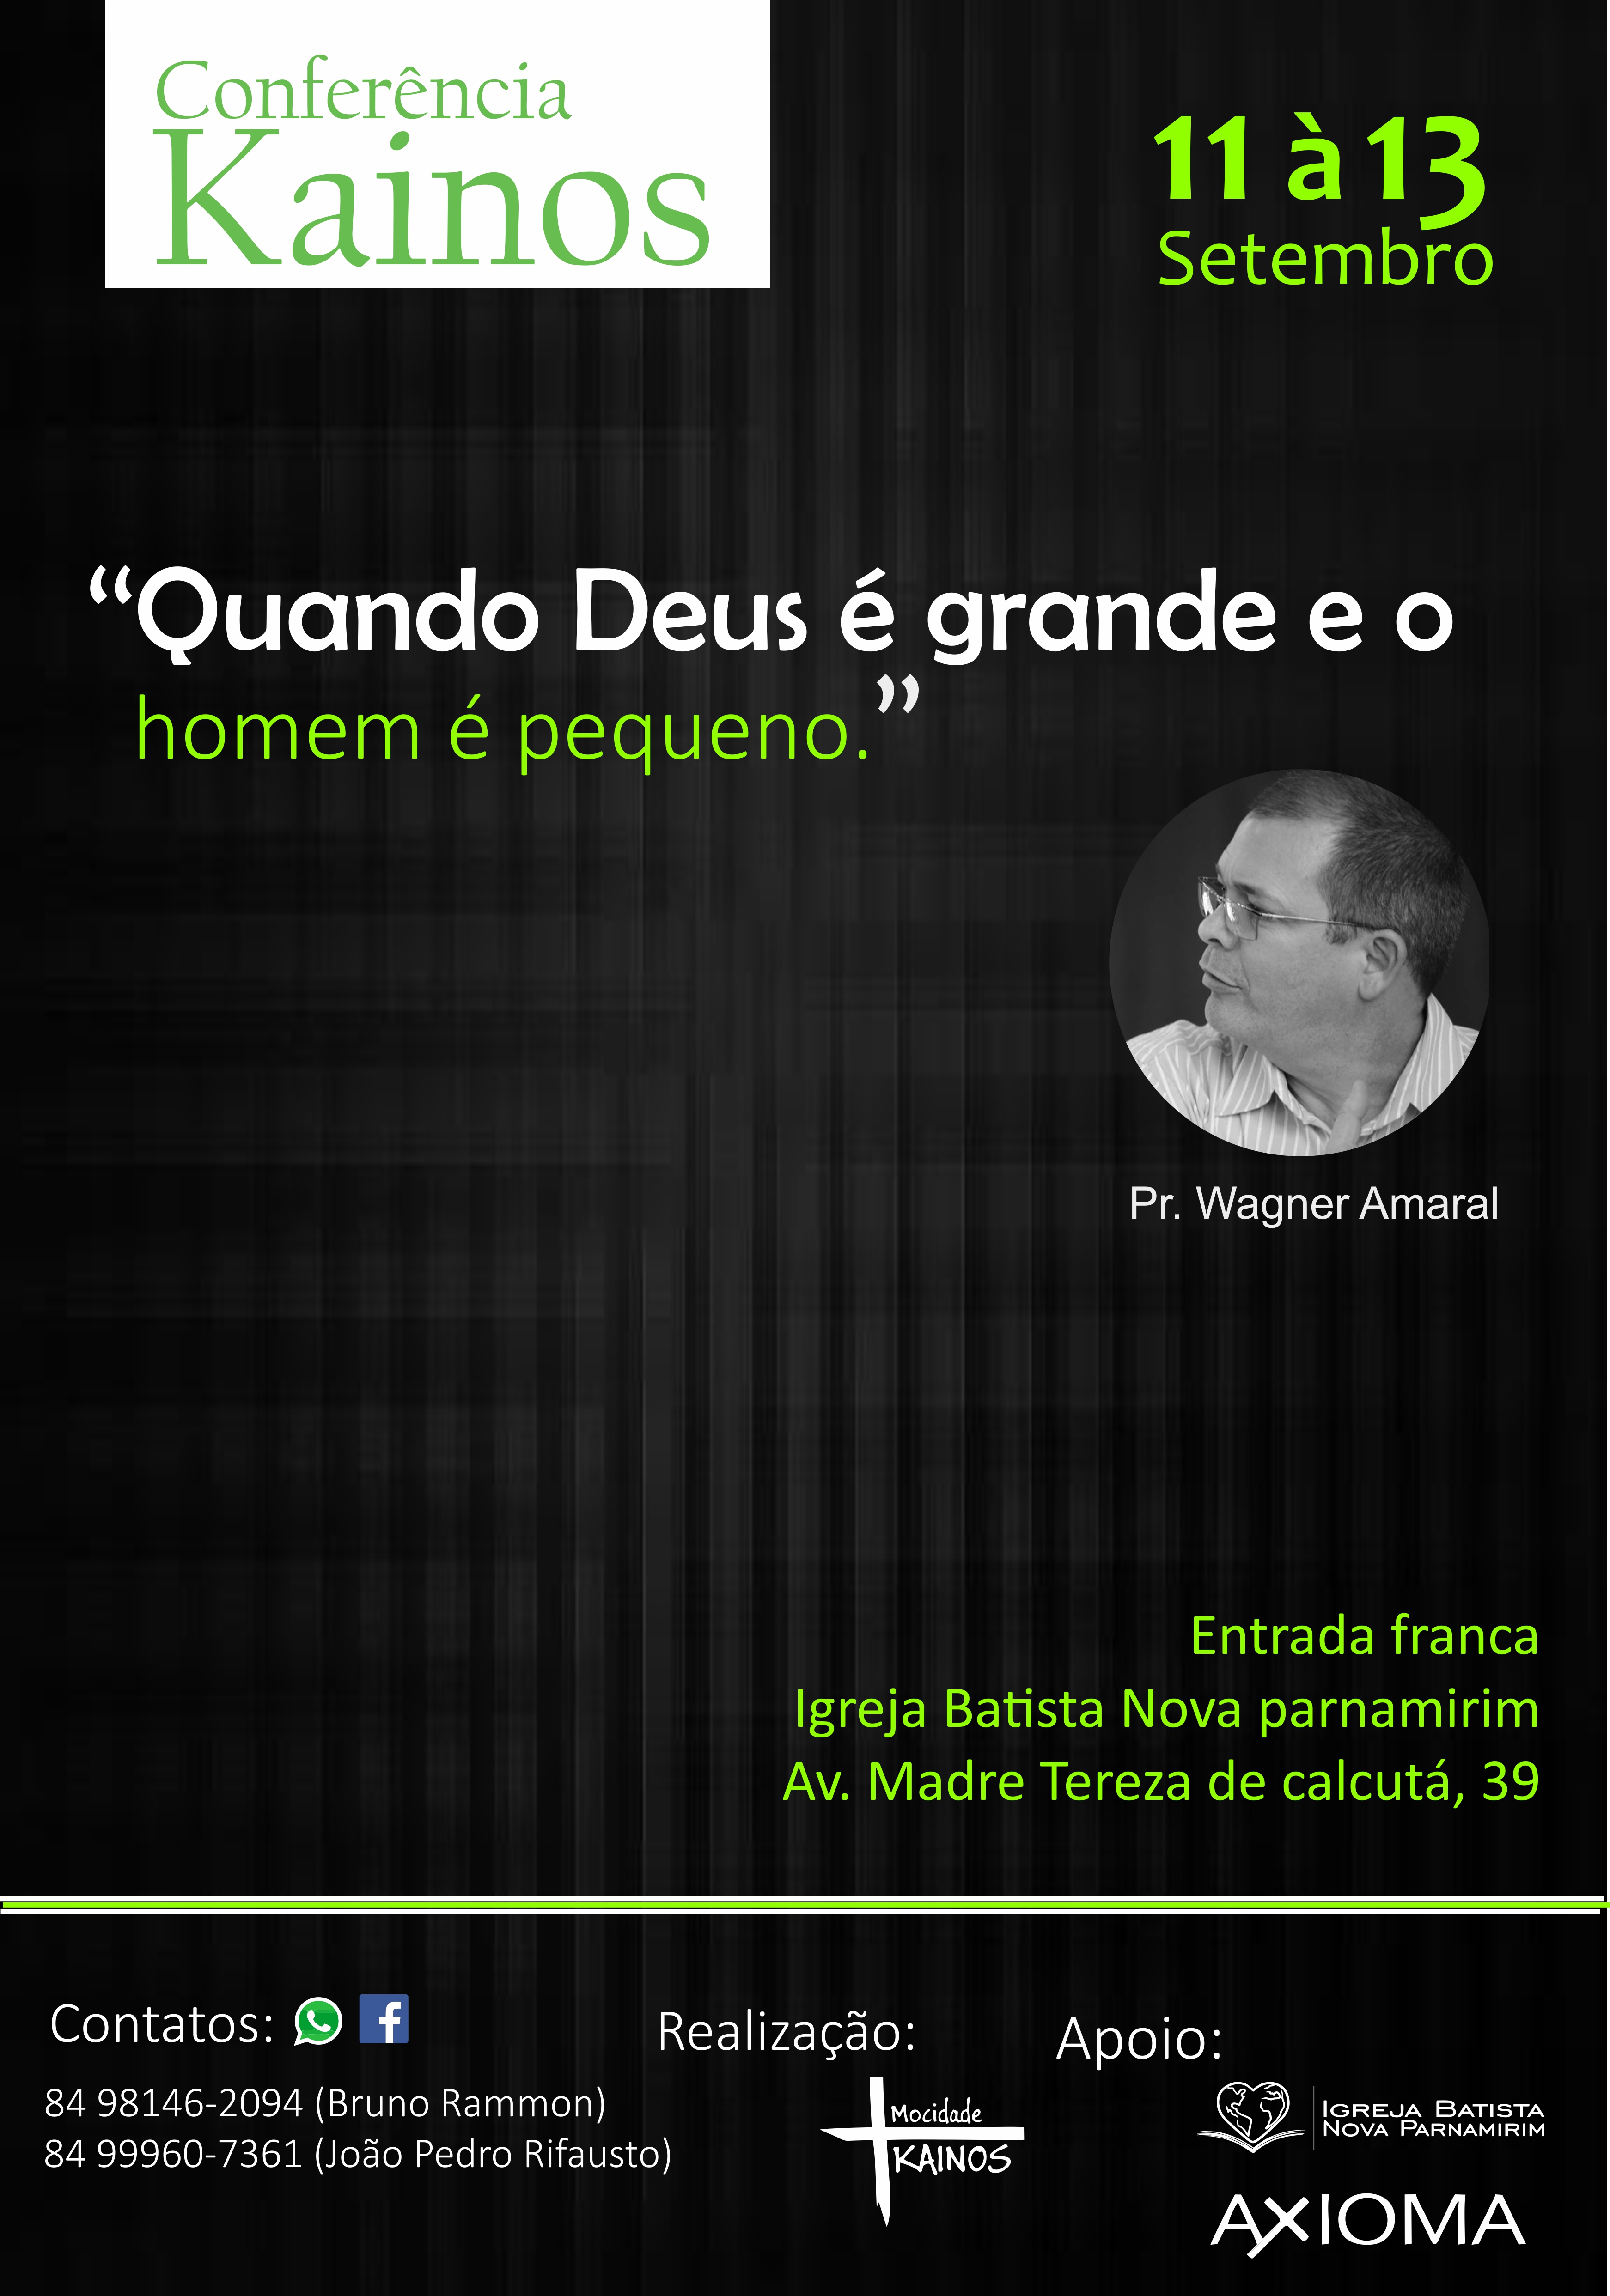 Conferência
Kainos
11 à 13
Setembro
“Quando Deus é grande e o
homem é pequeno.”
Pr. Wagner Amaral
Entrada franca
Igreja Batista Nova parnamirim
Av. Madre Tereza de calcutá, 39
Contatos:
84 98146-2094 (Bruno Rammon)
84 99960-7361 (João Pedro Rifausto)
Realização:
Mocidade
KAINOS
Apoio:
IGREJA BATISTA
NOVA PARNAMIRIM
AXIOMA